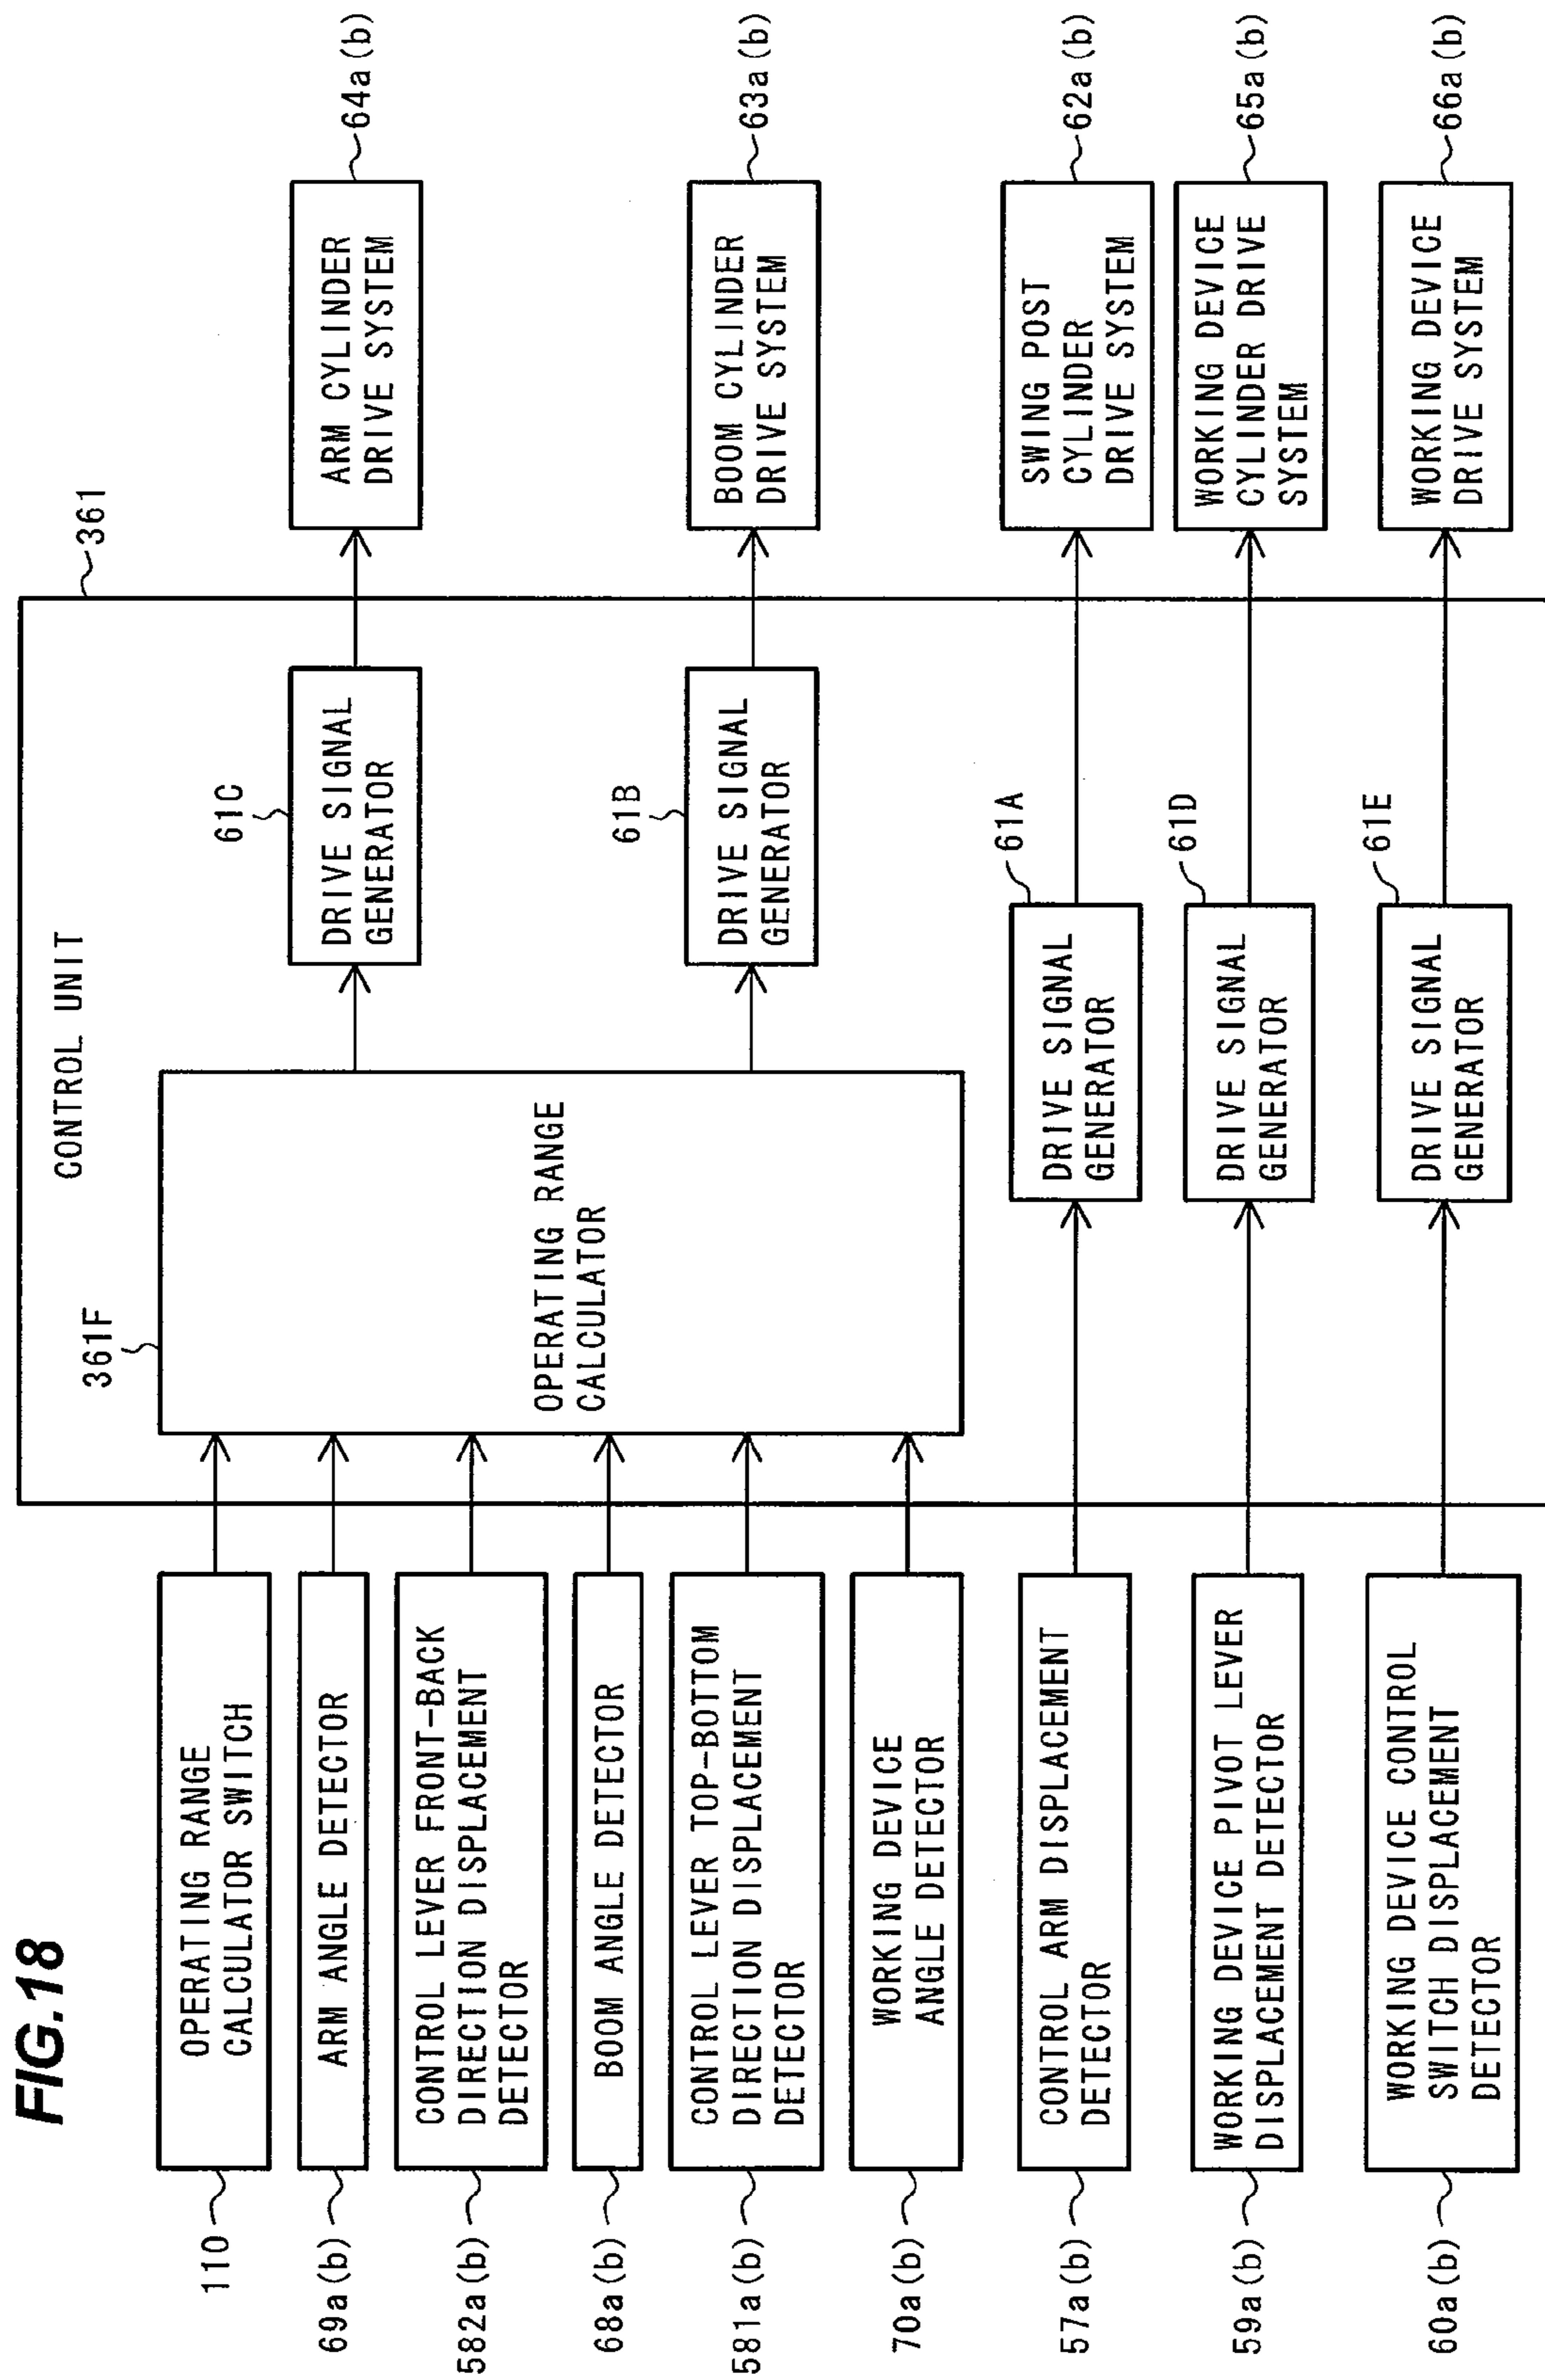 FIG.18
CONTROL UNIT
361
110
OPERATING RANGE
CALCULATOR SWITCH
69a(b)
ARM ANGLE DETECTOR
582a(b)
CONTROL LEVER FRONT-BACK
DIRECTION DISPLACEMENT
DETECTOR
68a(b)
BOOM ANGLE DETECTOR
581a(b)
CONTROL LEVER TOP-BOTTOM
DIRECTION DISPLACEMENT
DETECTOR
70a(b)
WORKING DEVICE
ANGLE DETECTOR
57a(b)
CONTROL ARM DISPLACEMENT
DETECTOR
59a(b)
WORKING DEVICE PIVOT LEVER
DISPLACEMENT DETECTOR
60a(b)
WORKING DEVICE CONTROL
SWITCH DISPLACEMENT
DETECTOR
361F
OPERATING RANGE
CALCULATOR
61C
DRIVE SIGNAL
GENERATOR
61B
DRIVE SIGNAL
GENERATOR
61A
DRIVE SIGNAL
GENERATOR
61D
DRIVE SIGNAL
GENERATOR
61E
DRIVE SIGNAL
GENERATOR
ARM CYLINDER
DRIVE SYSTEM
64a(b)
BOOM CYLINDER
DRIVE SYSTEM
63a(b)
SWING POST
CYLINDER
DRIVE SYSTEM
62a(b)
WORKING DEVICE
CYLINDER DRIVE
SYSTEM
65a(b)
WORKING DEVICE
DRIVE SYSTEM
66a(b)